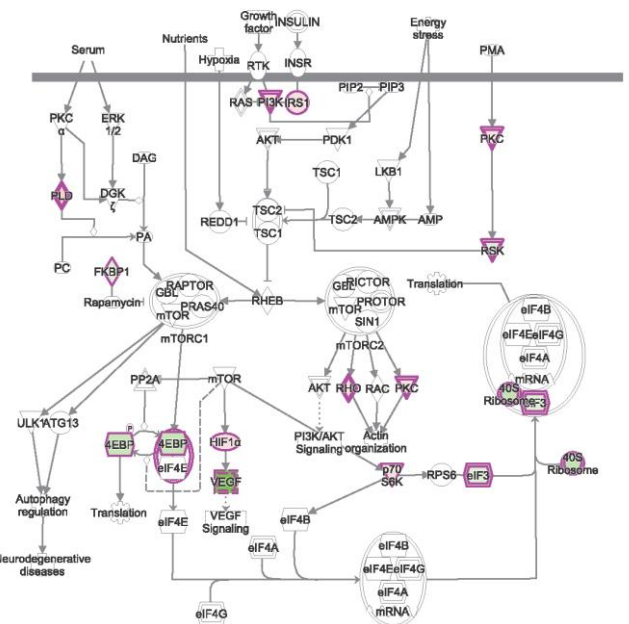 Growth
factor
INSULIN
Energy
stress
Nutrients
Serum
Hypoxia
RTK
INSR
PMA
RAS
PI3K
IRS1
PIP2
PIP3
PKC
α
ERK
1/2
AKT
PDK1
PKC
DAG
TSC1
LKB1
PLD
DGK
ζ
REDD1
TSC2
TSC1
TSC2
AMPK
AMP
PA
RSK
PC
FKBP1
Rapamycin
RAPTOR
GBL
PRAS40
mTOR
mTORC1
RHEB
RICTOR
GBL
PROTOR
mTOR
SIN1
mTORC2
Translation
eIF4B
eIF4E
eIF4G
eIF4A
mRNA
40S
Ribosome
eIF3
PP2A
mTOR
AKT
RHO
RAC
PKC
ULK1
ATG13
P
4EBP
4EBP
eIF4E
HIF1α
PI3K/AKT
Signaling
Actin
organization
VEGF
p70
S6K
RPS6
eIF3
40S
Ribosome
Autophagy
regulation
Translation
eIF4E
VEGF
Signaling
eIF4B
Neurodegenerative
diseases
eIF4A
eIF4B
eIF4E
eIF4G
eIF4A
mRNA
eIF4G